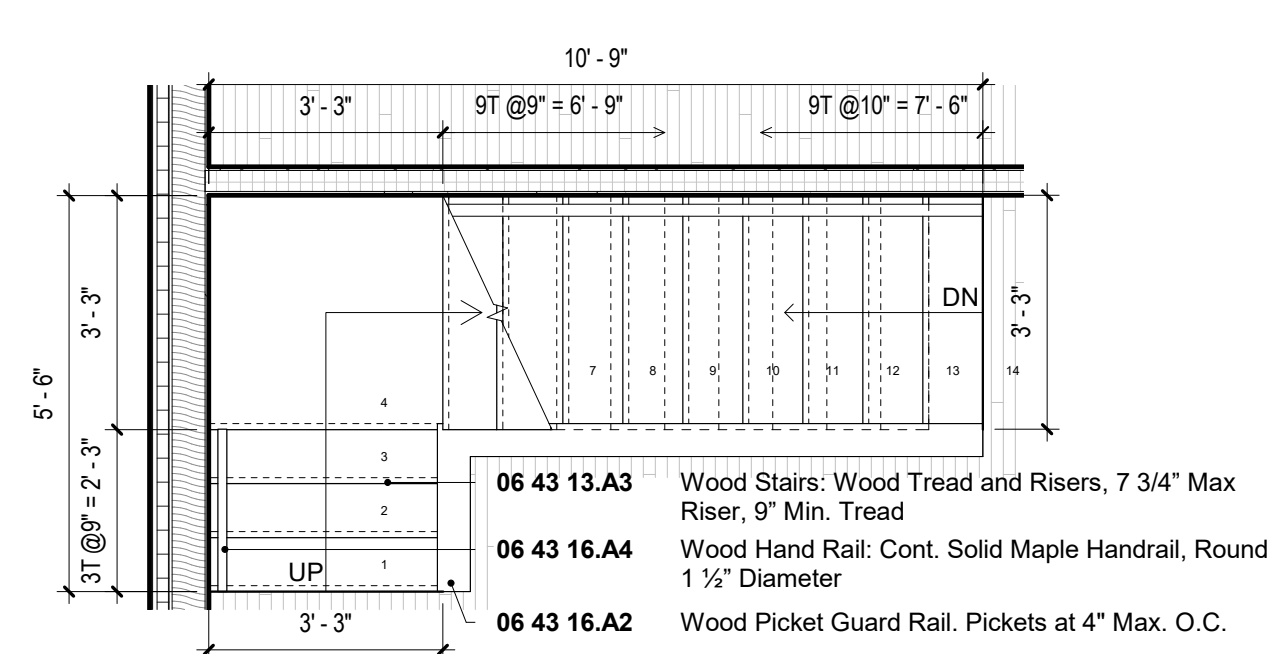 10' - 9"
3' - 3"
9T @9" = 6' - 9"
9T @10" = 7' - 6"
5' - 6"
3' - 3"
3T @9" = 2' - 3"
DN
3' - 3"
7
8
9
10
11
12
13
14
4
3
2
1
UP
3' - 3"
06 43 13.A3 Wood Stairs: Wood Tread and Risers, 7 3/4” Max
Riser, 9” Min. Tread
06 43 16.A4 Wood Hand Rail: Cont. Solid Maple Handrail, Round
1 ½” Diameter
06 43 16.A2 Wood Picket Guard Rail. Pickets at 4" Max. O.C.